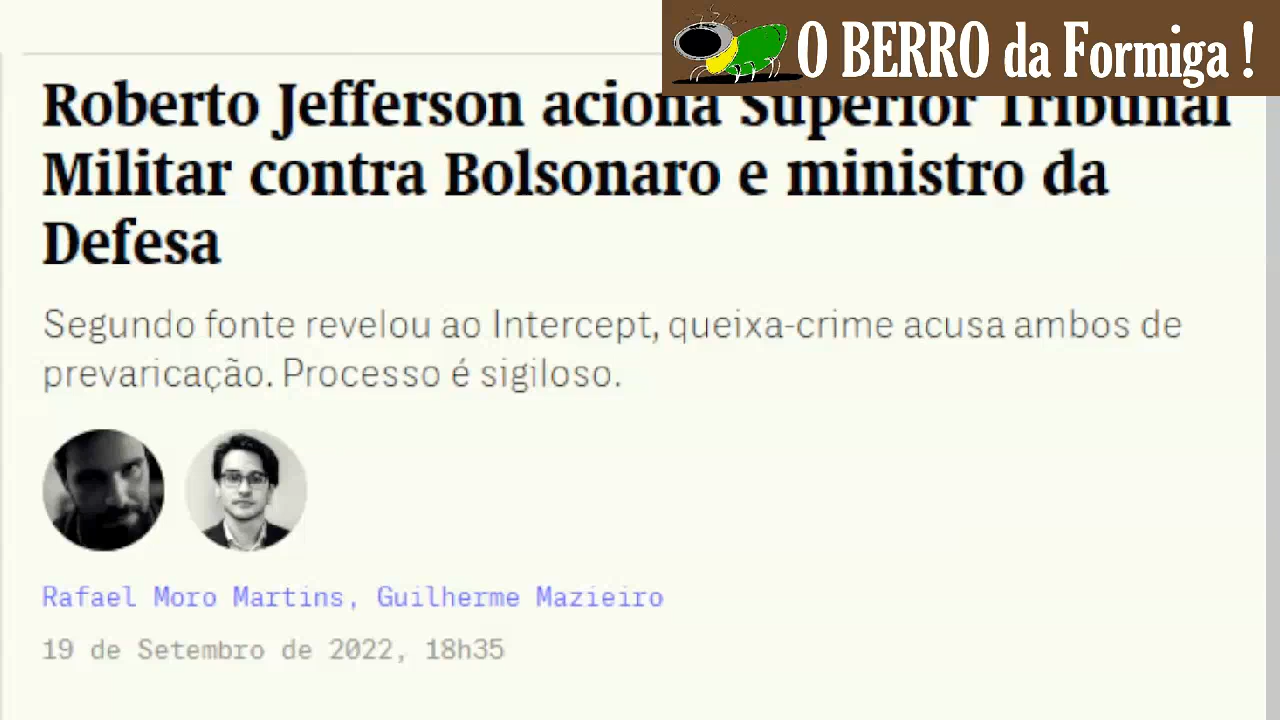 O BERRO da Formiga !
Roberto Jefferson aciona Superior Tribunal
Militar contra Bolsonaro e ministro da
Defesa
Segundo fonte revelou ao Intercept, queixa-crime acusa ambos de
prevaricação. Processo é sigiloso.
Rafael Moro Martins, Guilherme Mazieiro
19 de Setembro de 2022, 18h35